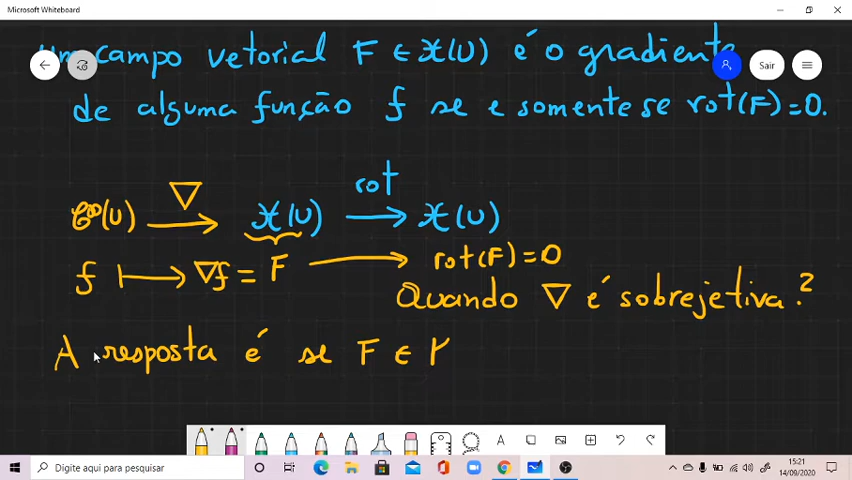 Microsoft Whiteboard
um campo vetorial F ∈ 𝔛(U) é o gradiente
Sair
de alguma função f se e somente se rot(F)=0.
∇
rot
C∞(U) → 𝔛(U) → 𝔛(U)
f ⟼ ∇f = F → rot(F)=0
Quando ∇ é sobrejetiva?
A resposta é se F ∈
Digite aqui para pesquisar
15:21
14/09/2020